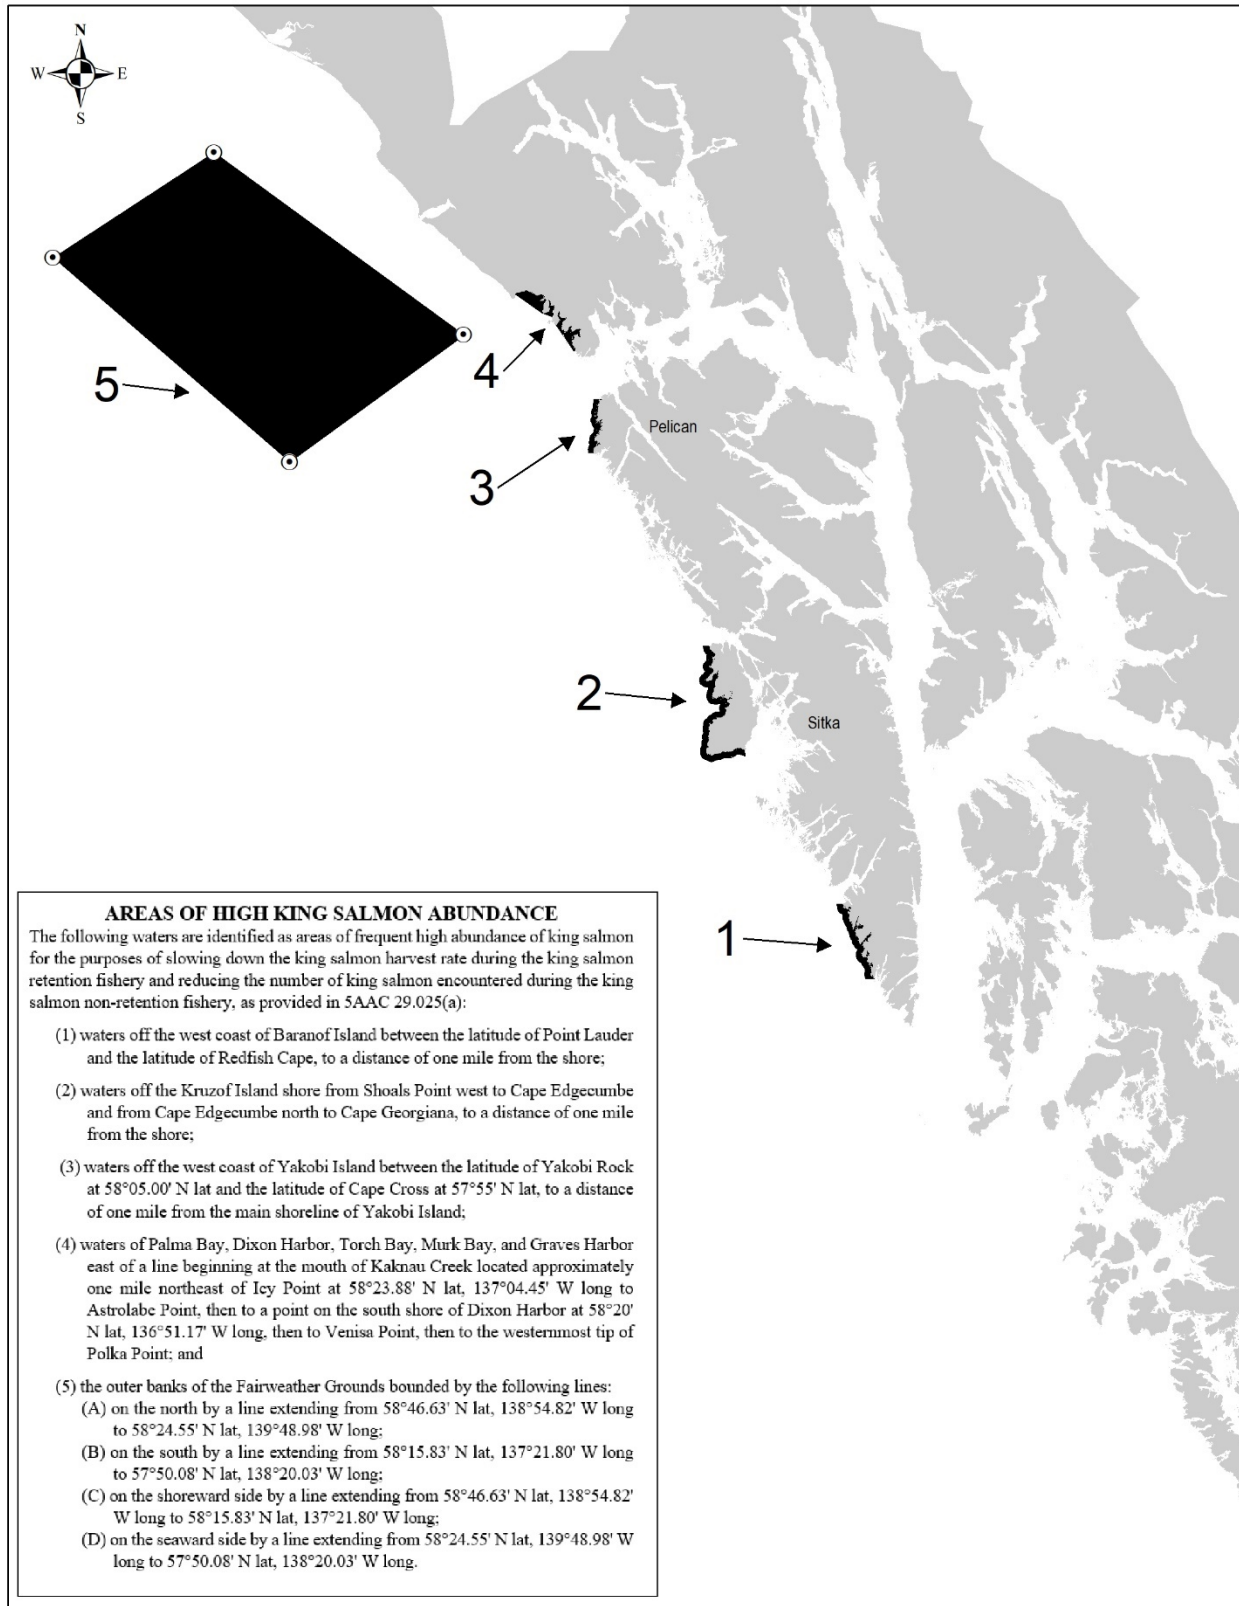 N
W E
S
5
4
3
Pelican
2
Sitka
1
AREAS OF HIGH KING SALMON ABUNDANCE
The following waters are identified as areas of frequent high abundance of king salmon
for the purposes of slowing down the king salmon harvest rate during the king salmon
retention fishery and reducing the number of king salmon encountered during the king
salmon non-retention fishery, as provided in 5AAC 29.025(a):
(1) waters off the west coast of Baranof Island between the latitude of Point Lauder
and the latitude of Redfish Cape, to a distance of one mile from the shore;
(2) waters off the Kruzof Island shore from Shoals Point west to Cape Edgecumbe
and from Cape Edgecumbe north to Cape Georgiana, to a distance of one mile
from the shore;
(3) waters off the west coast of Yakobi Island between the latitude of Yakobi Rock
at 58°05.00' N lat and the latitude of Cape Cross at 57°55' N lat, to a distance
of one mile from the main shoreline of Yakobi Island;
(4) waters of Palma Bay, Dixon Harbor, Torch Bay, Murk Bay, and Graves Harbor
east of a line beginning at the mouth of Kaknau Creek located approximately
one mile northeast of Icy Point at 58°23.88' N lat, 137°04.45' W long to
Astrolabe Point, then to a point on the south shore of Dixon Harbor at 58°20'
N lat, 136°51.17' W long, then to Venisa Point, then to the westernmost tip of
Polka Point; and
(5) the outer banks of the Fairweather Grounds bounded by the following lines:
(A) on the north by a line extending from 58°46.63' N lat, 138°54.82' W long
to 58°24.55' N lat, 139°48.98' W long;
(B) on the south by a line extending from 58°15.83' N lat, 137°21.80' W long
to 57°50.08' N lat, 138°20.03' W long;
(C) on the shoreward side by a line extending from 58°46.63' N lat, 138°54.82'
W long to 58°15.83' N lat, 137°21.80' W long;
(D) on the seaward side by a line extending from 58°24.55' N lat, 139°48.98' W
long to 57°50.08' N lat, 138°20.03' W long.